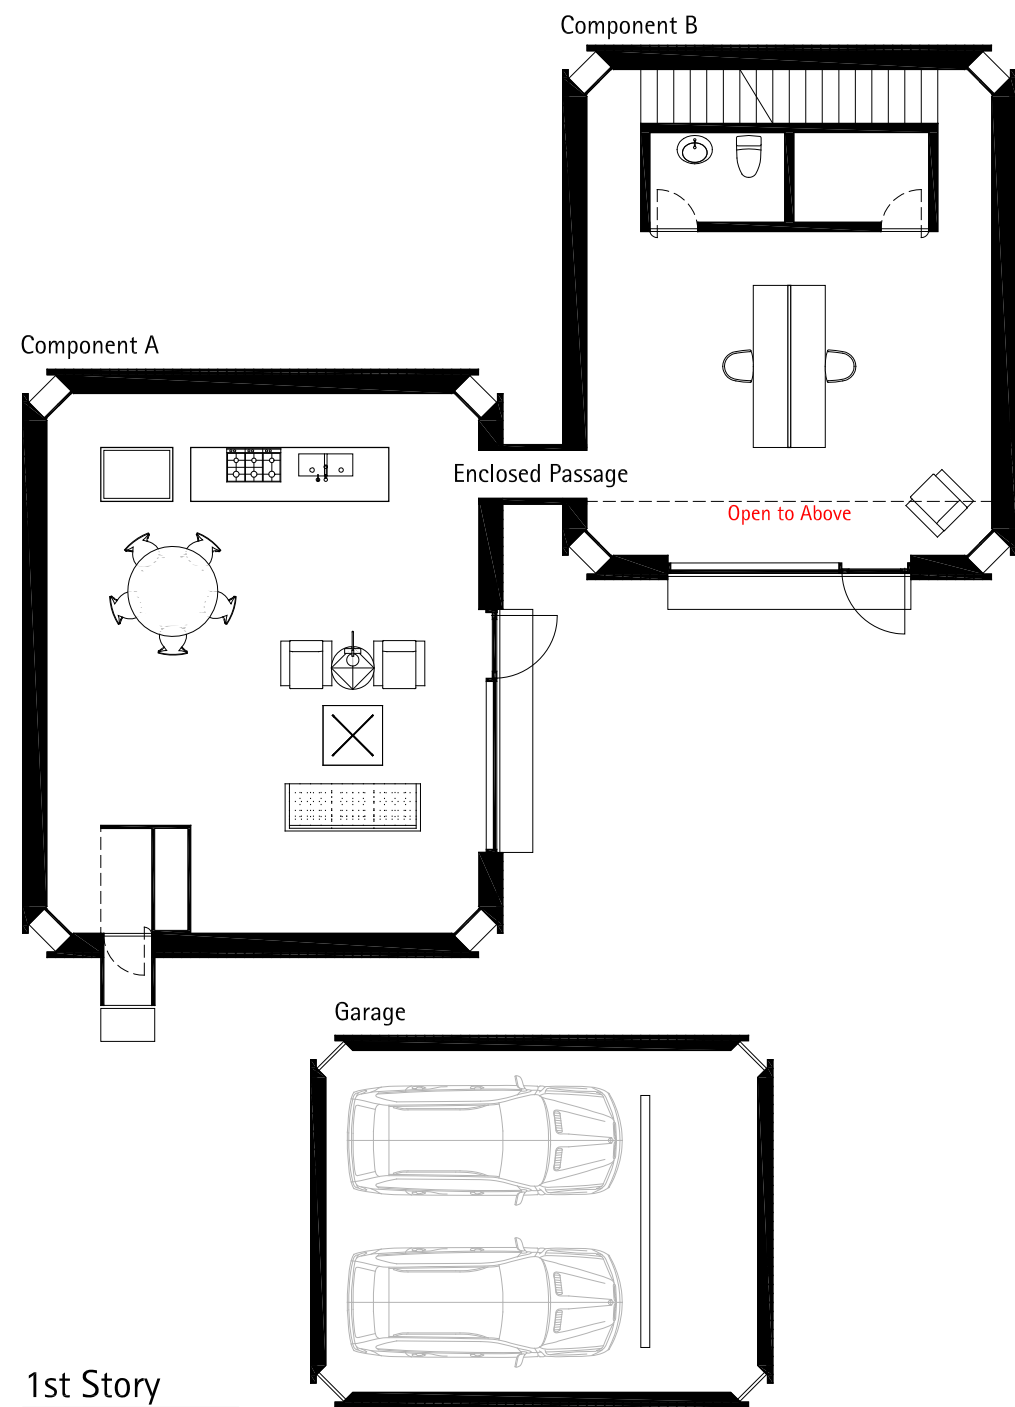 Component B
Component A
Enclosed Passage
Open to Above
Garage
1st Story